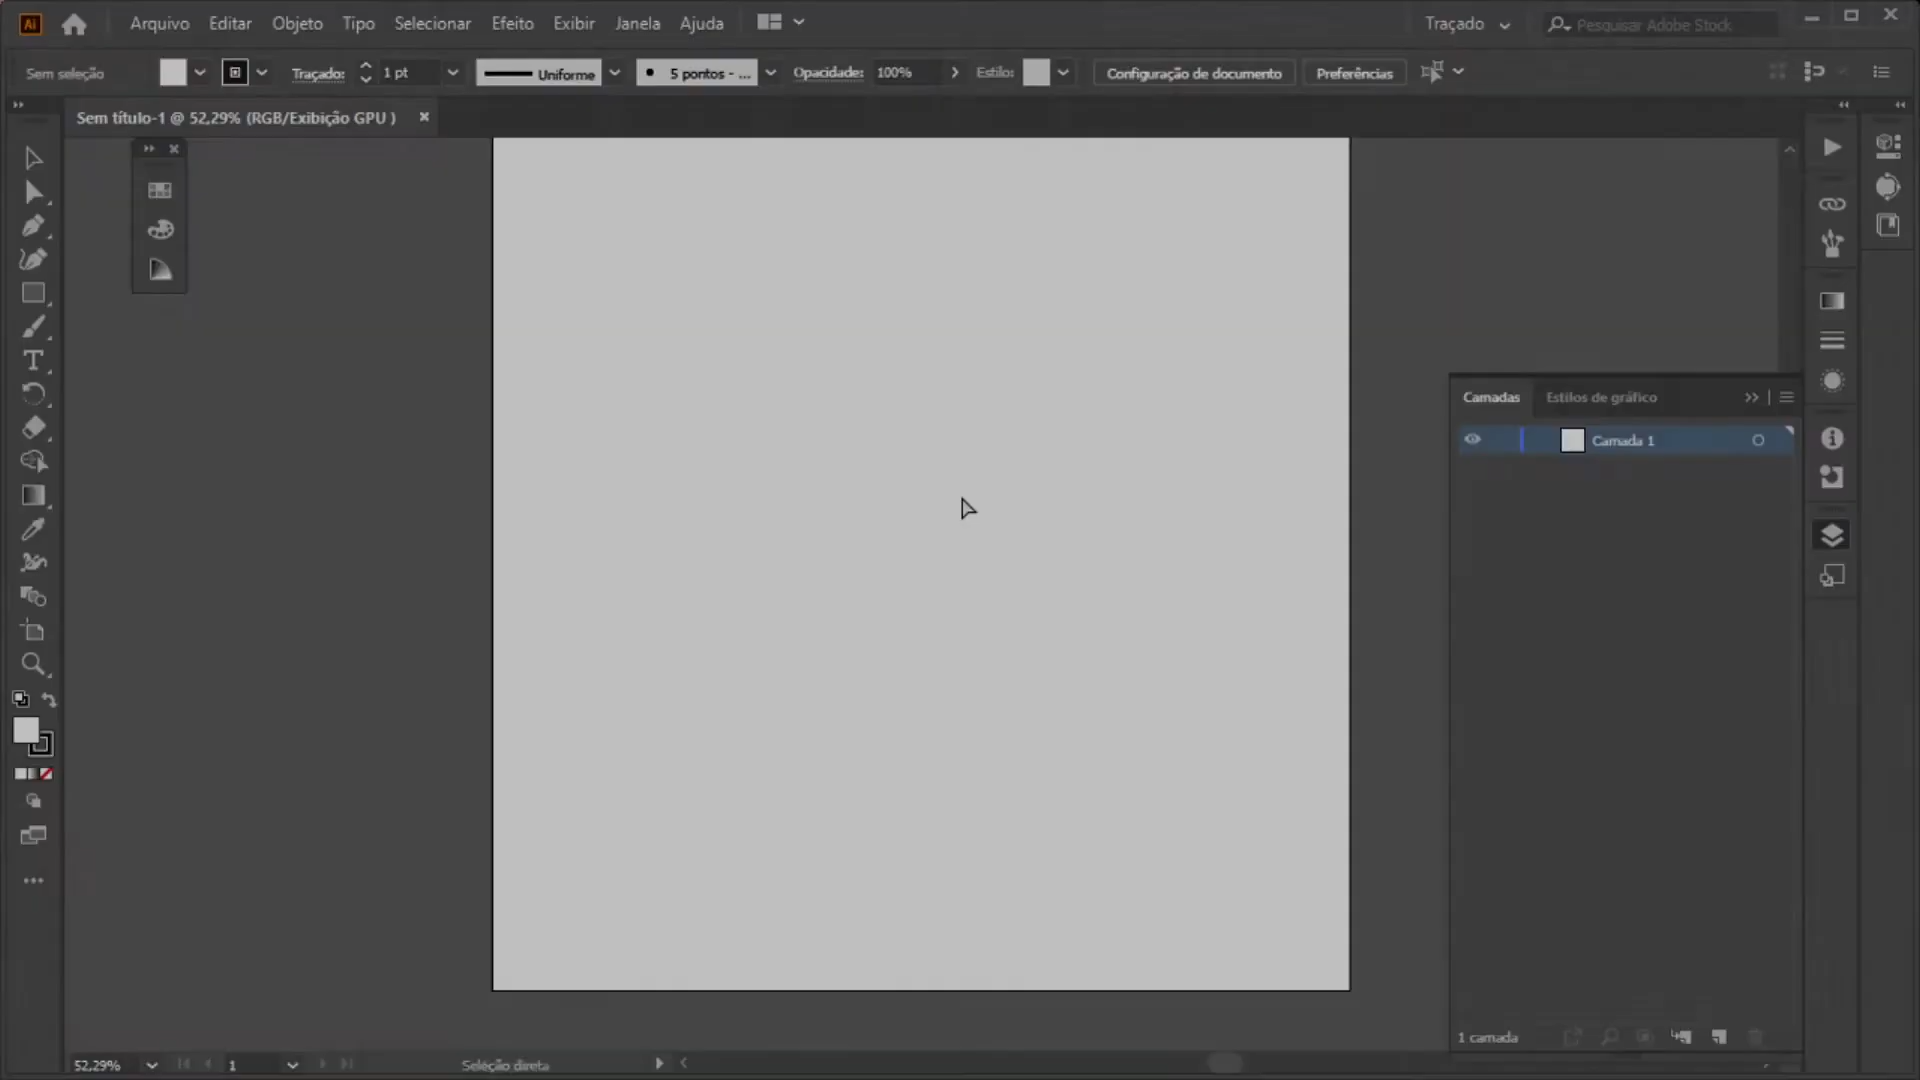 Ai Arquivo Editar Objeto Tipo Selecionar Efeito Exibir Janela Ajuda Traçado Pesquisar Adobe Stock
Sem seleção Traçado: 1 pt Uniforme 5 pontos - ... Opacidade: 100% Estilo: Configuração de documento Preferências
Sem título-1 @ 52,29% (RGB/Exibição GPU )
Camadas Estilos de gráfico
Camada 1
1 camada
52,29% 1 Seleção direta